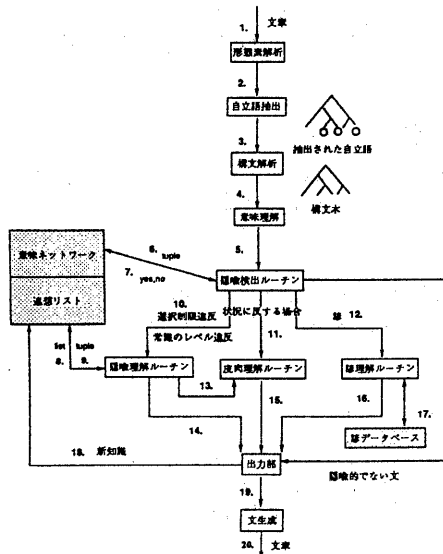 1. 文章
形態素解析
2.
自立語抽出
3.
抽出された自立語
構文解析
4.
構文木
意味理解
5.
6. tuple
意味ネットワーク
7. yes,no
隠喩検出ルーチン
連想リスト
10. 状況に反する場合 諺 12.
選択制限違反
常識のレベル違反
11.
list tuple
8. 9.
隠喩理解ルーチン
皮肉理解ルーチン
諺理解ルーチン
13.
14.
15.
16.
17.
諺データベース
18. 新知識
出力部
隠喩的でない文
19.
文生成
20. 文章